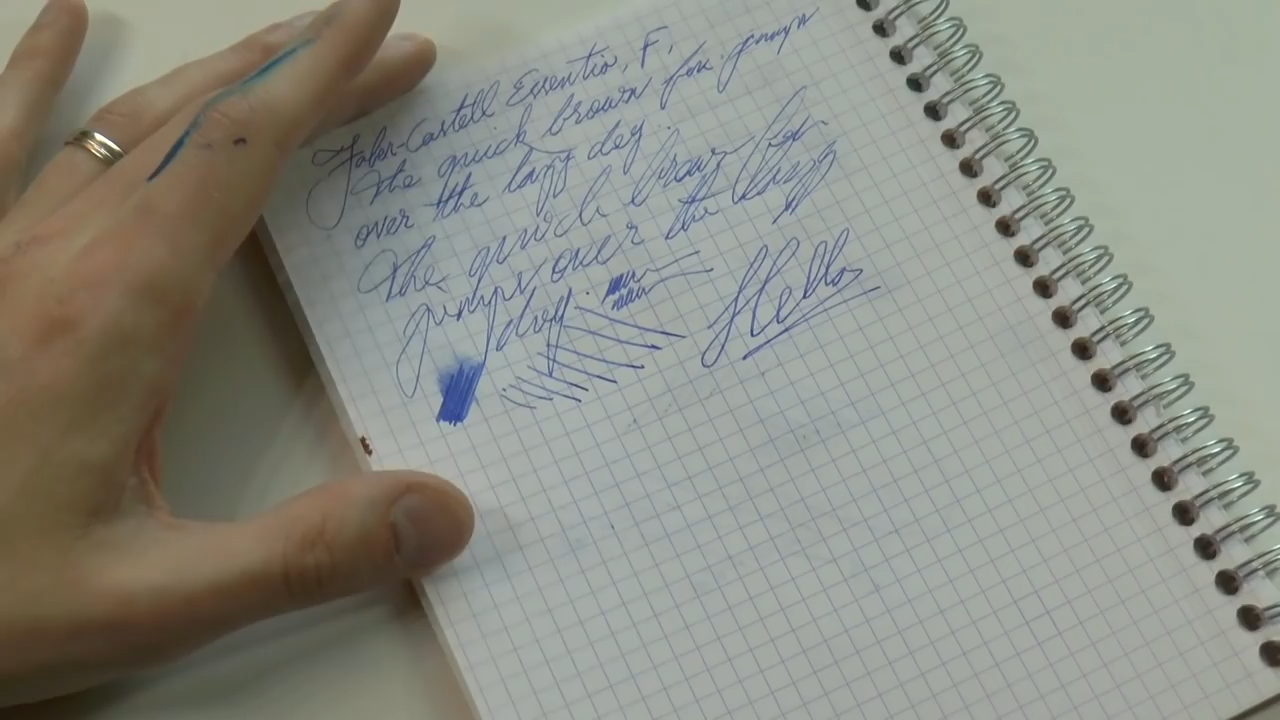 Faber-Castell Essentio, F.
The quick brown fox jumps
over the lazy dog.
The quick brown fox
jumps over the lazy
dog.
Hello